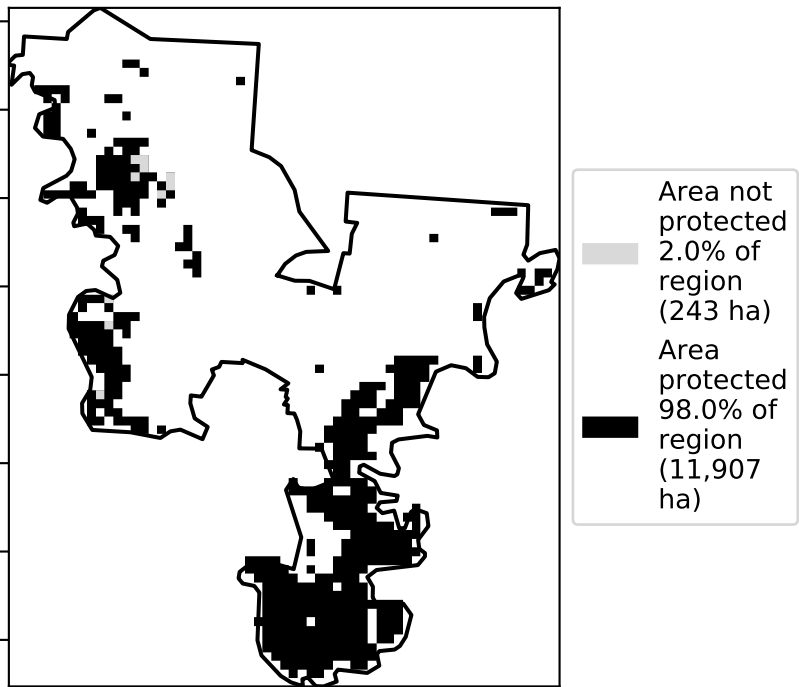 Area not
protected
2.0% of
region
(243 ha)
Area
protected
98.0% of
region
(11,907
ha)